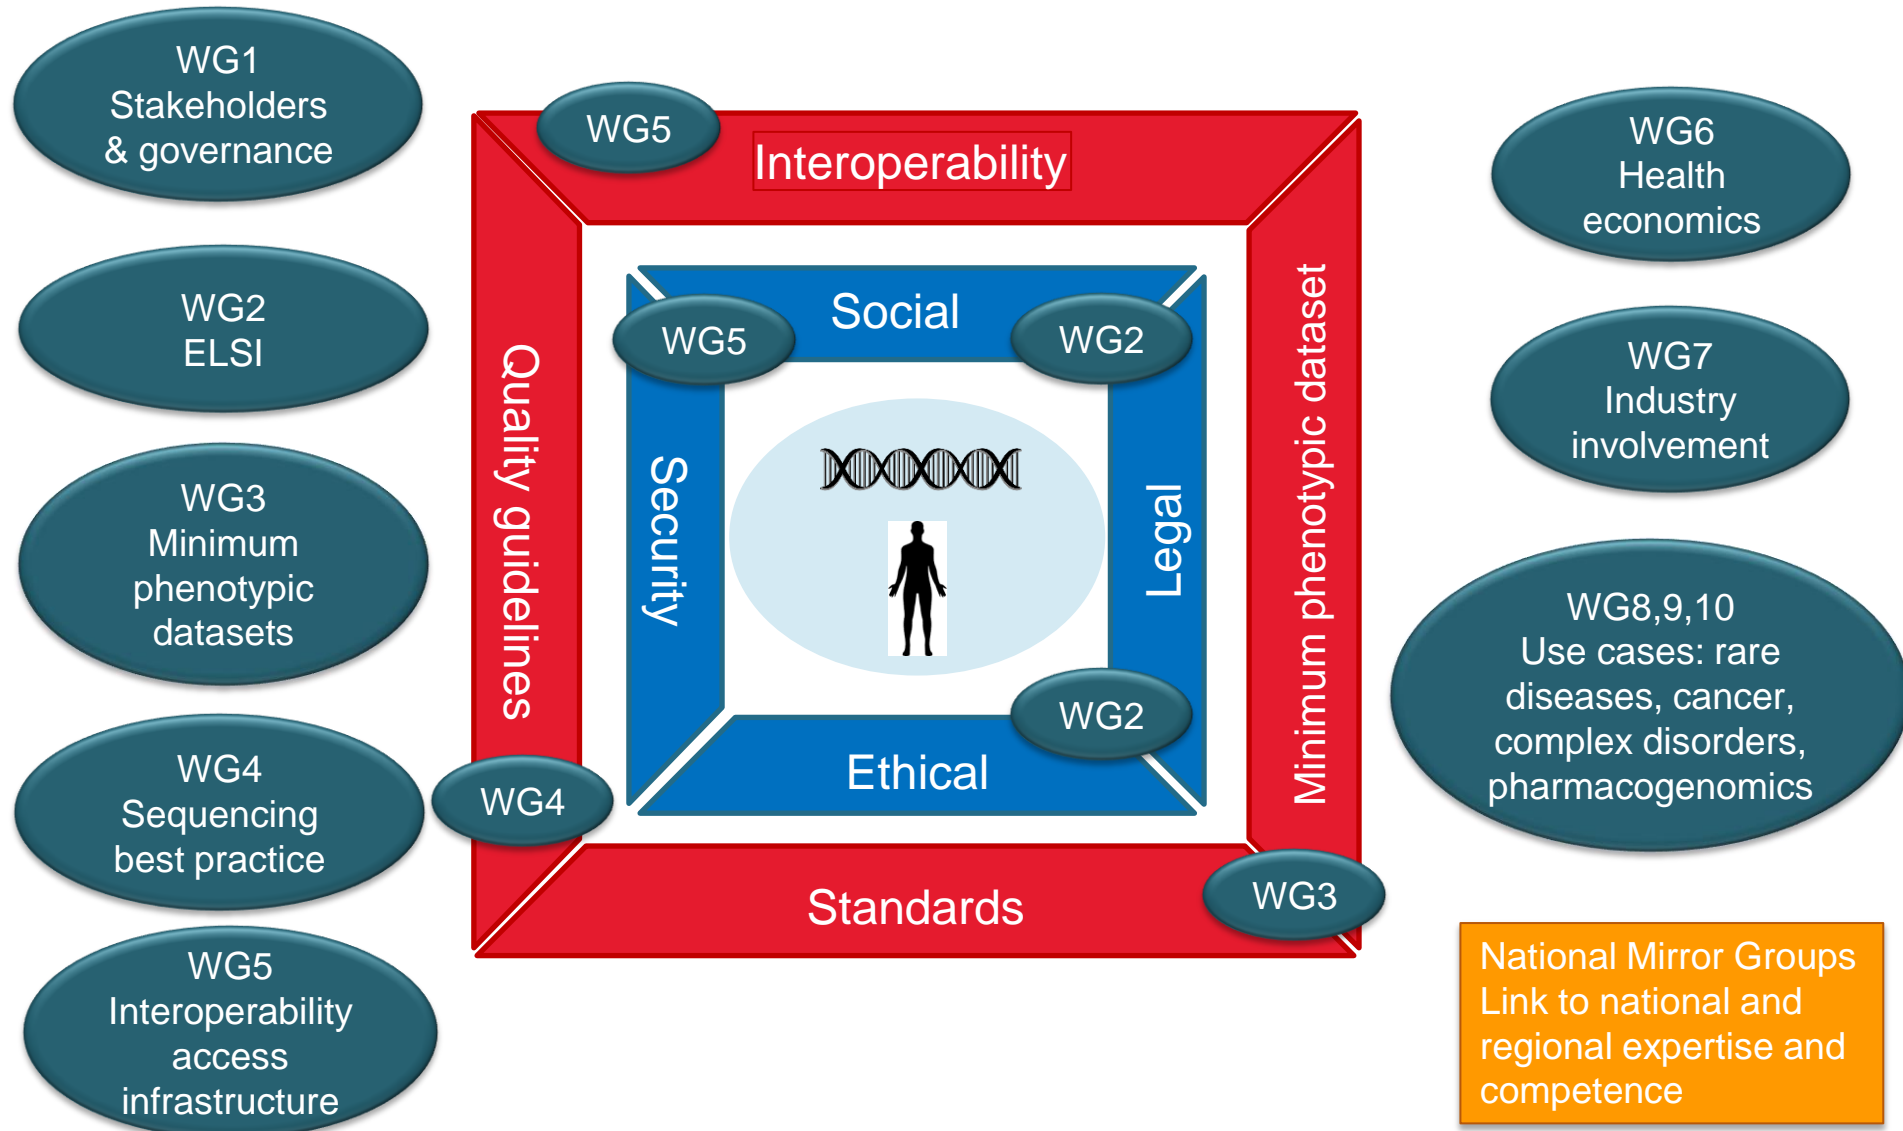 WG1
Stakeholders
& governance
WG2
ELSI
WG3
Minimum
phenotypic
datasets
WG4
Sequencing
best practice
WG5
Interoperability
access
infrastructure
WG5
Interoperability
Quality guidelines
Minimum phenotypic dataset
WG4
Standards
WG3
Social
WG5
WG2
Security
Legal
WG2
Ethical
WG6
Health
economics
WG7
Industry
involvement
WG8,9,10
Use cases: rare
diseases, cancer,
complex disorders,
pharmacogenomics
National Mirror Groups
Link to national and
regional expertise and
competence